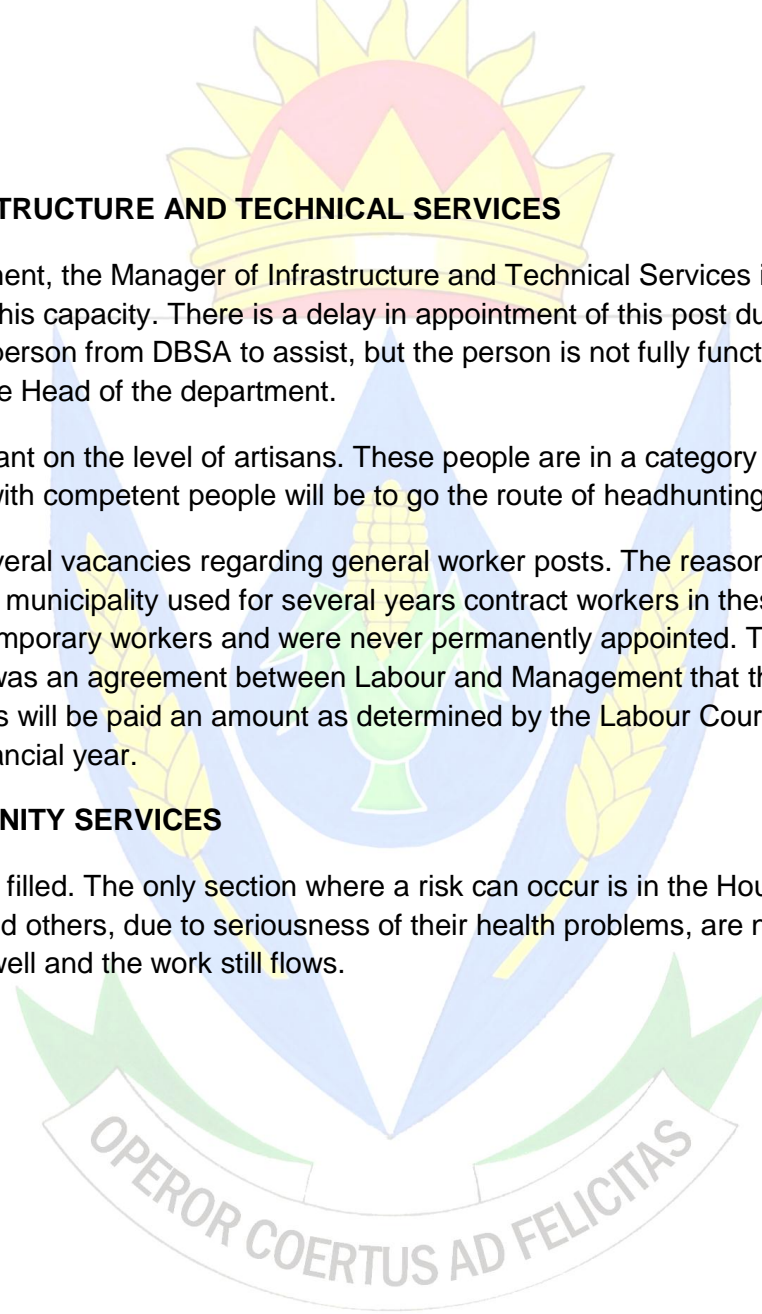 TRUCTURE AND TECHNICAL SERVICES
ent, the Manager of Infrastructure and Technical Services
his capacity. There is a delay in appointment of this post du
person from DBSA to assist, but the person is not fully funct
e Head of the department.
ant on the level of artisans. These people are in a category
with competent people will be to go the route of headhunting
veral vacancies regarding general worker posts. The reason
municipality used for several years contract workers in thes
mporary workers and were never permanently appointed. T
was an agreement between Labour and Management that th
s will be paid an amount as determined by the Labour Cour
ancial year.
NITY SERVICES
filled. The only section where a risk can occur is in the Hou
d others, due to seriousness of their health problems, are n
well and the work still flows.
OPEROR COERTUS AD FELICITAS